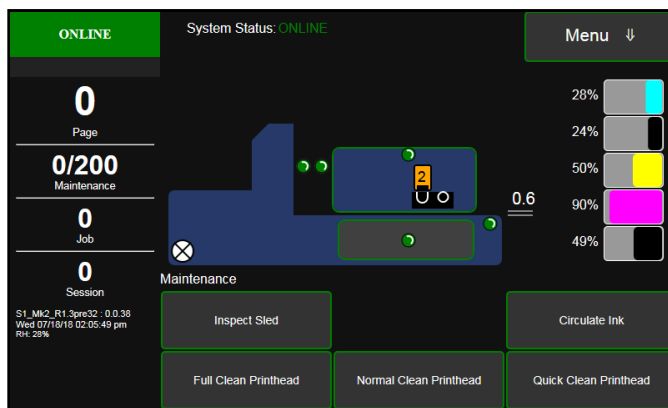 ONLINE
System Status: ONLINE
Menu ⇓
0
Page
0/200
Maintenance
0
Job
0
Session
S1_Mk2_R1.3pre32 : 0.0.38
Wed 07/18/18 02:05:49 pm
RH: 28%
2
0.6
28%
24%
50%
90%
49%
Maintenance
Inspect Sled
Circulate Ink
Full Clean Printhead
Normal Clean Printhead
Quick Clean Printhead